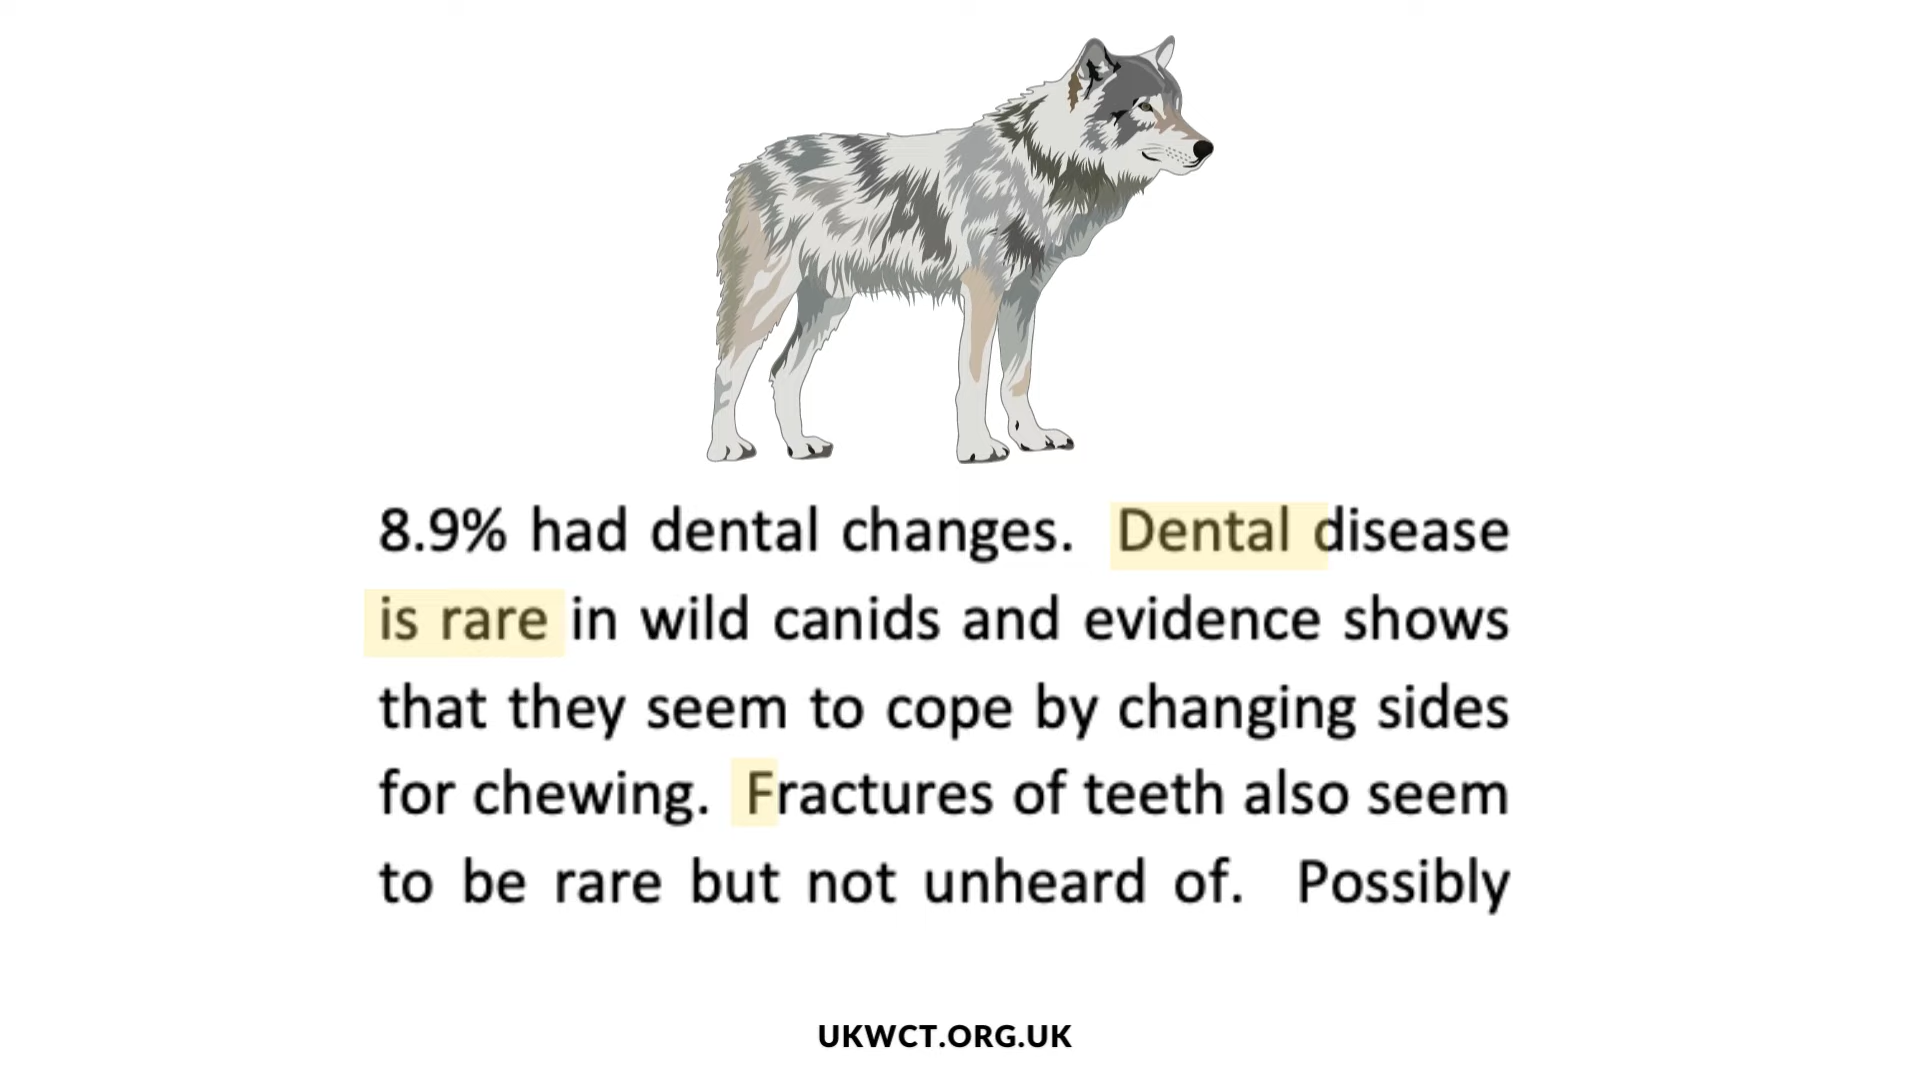 8.9% had dental changes. Dental disease
is rare in wild canids and evidence shows
that they seem to cope by changing sides
for chewing. Fractures of teeth also seem
to be rare but not unheard of. Possibly
UKWCT.ORG.UK